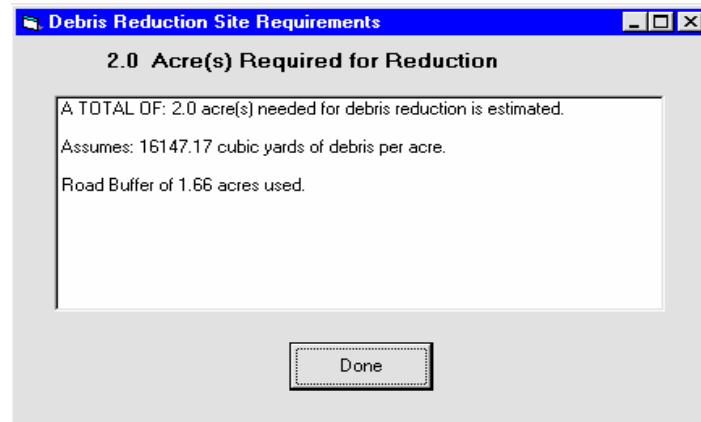 Debris Reduction Site Requirements
2.0 Acre(s) Required for Reduction
A TOTAL OF: 2.0 acre(s) needed for debris reduction is estimated.
Assumes: 16147.17 cubic yards of debris per acre.
Road Buffer of 1.66 acres used.
Done